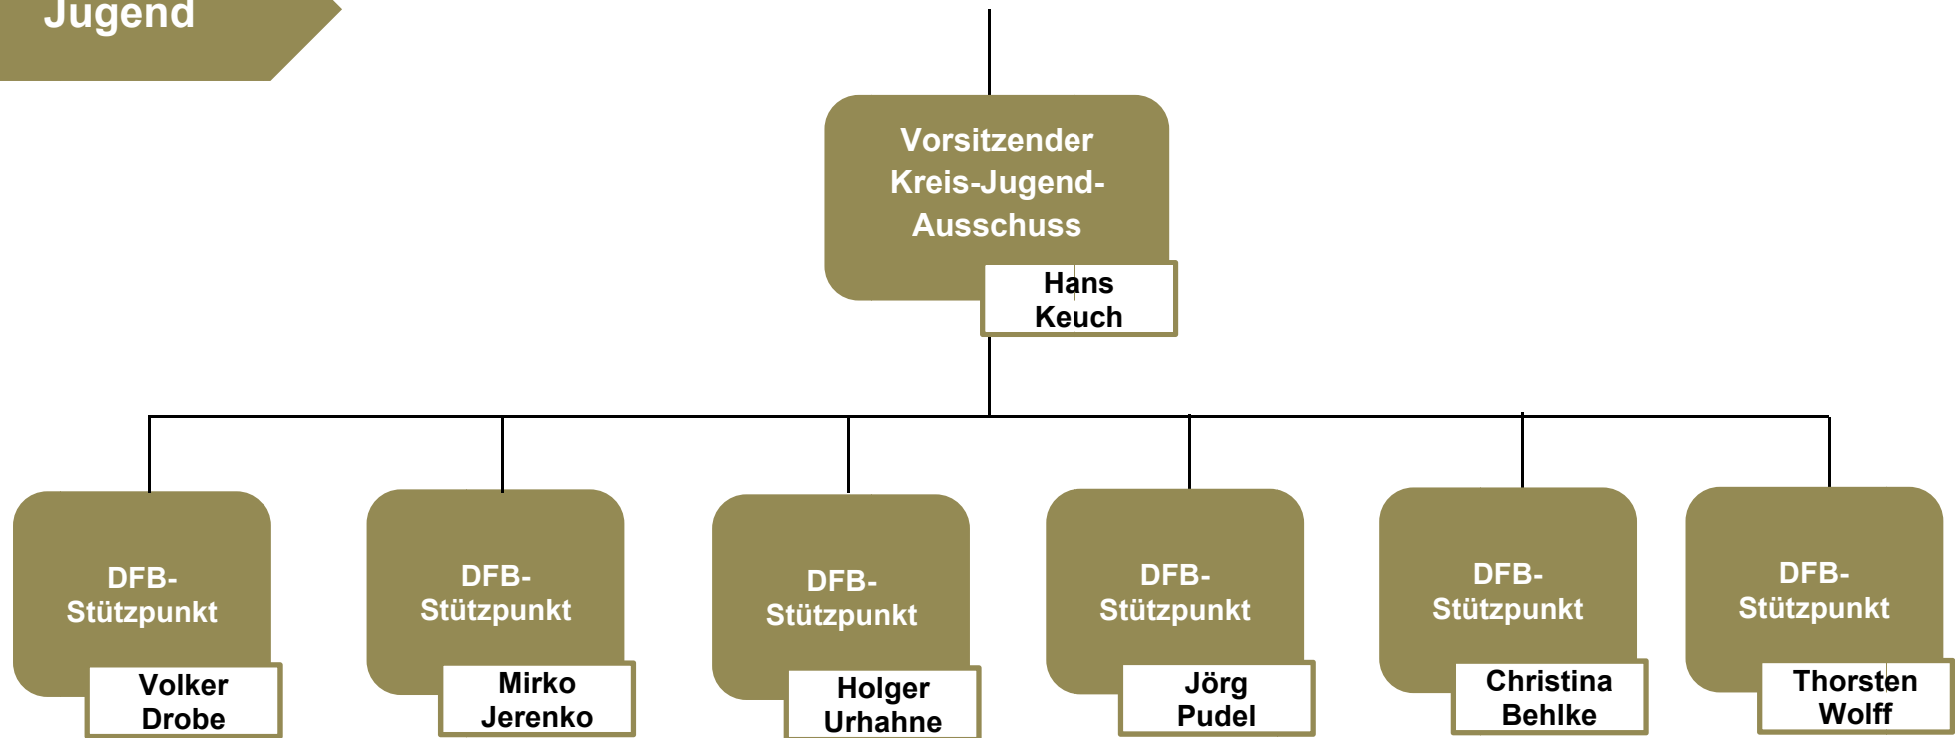 Jugend
Vorsitzender
Kreis-Jugend-
Ausschuss
Hans
Keuch
DFB-
Stützpunkt
Volker
Drobe
DFB-
Stützpunkt
Mirko
Jerenko
DFB-
Stützpunkt
Holger
Urhahne
DFB-
Stützpunkt
Jörg
Pudel
DFB-
Stützpunkt
Christina
Behlke
DFB-
Stützpunkt
Thorsten
Wolff